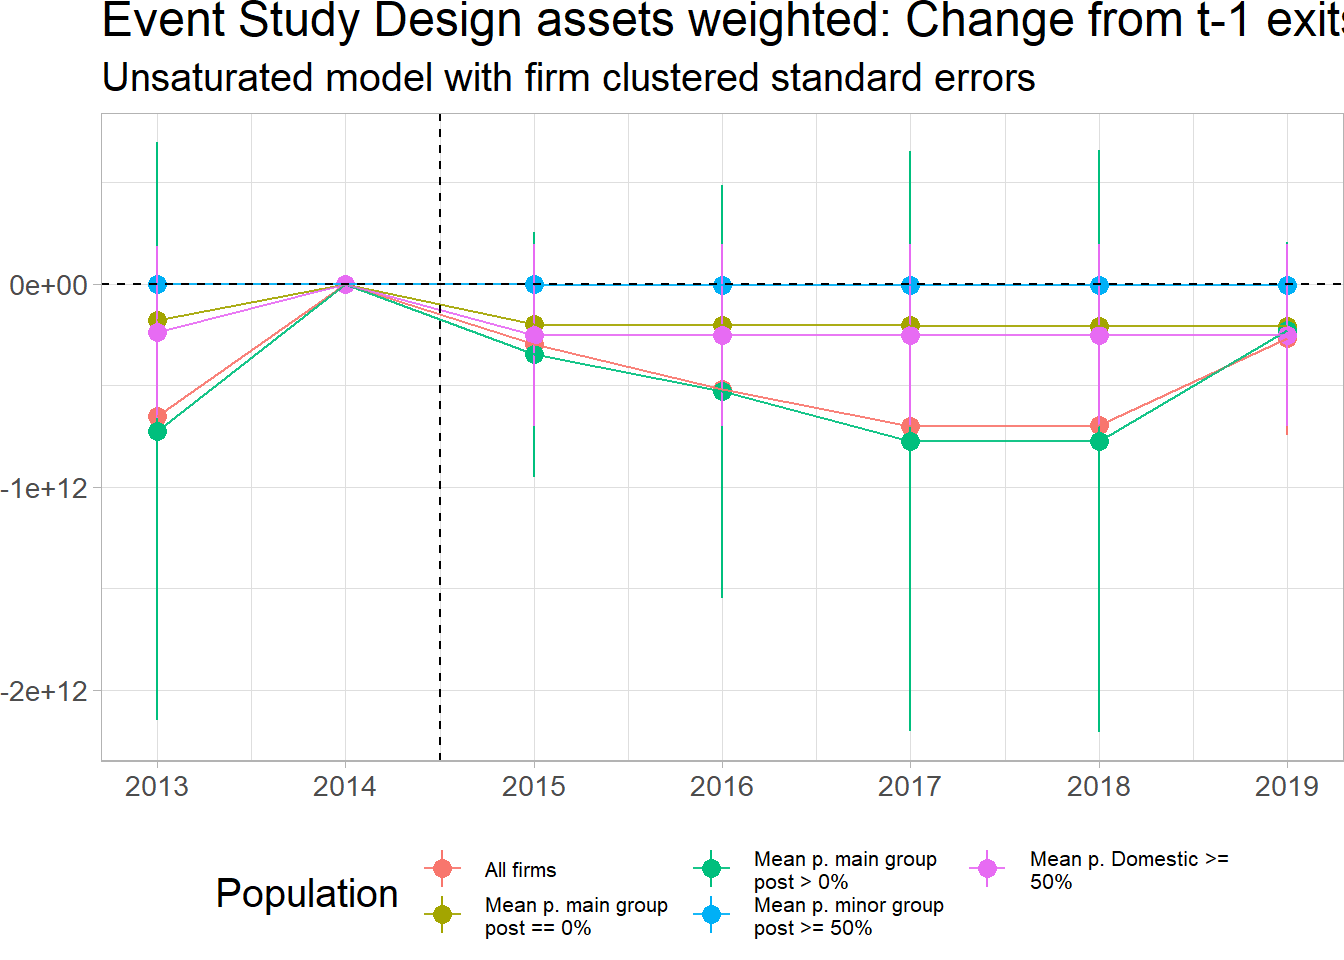 Event Study Design assets weighted: Change from t-1 exits
Unsaturated model with firm clustered standard errors
0e+00
-1e+12
-2e+12
2013 2014 2015 2016 2017 2018 2019
Population
All firms
Mean p. main group
post == 0%
Mean p. main group
post > 0%
Mean p. minor group
post >= 50%
Mean p. Domestic >=
50%